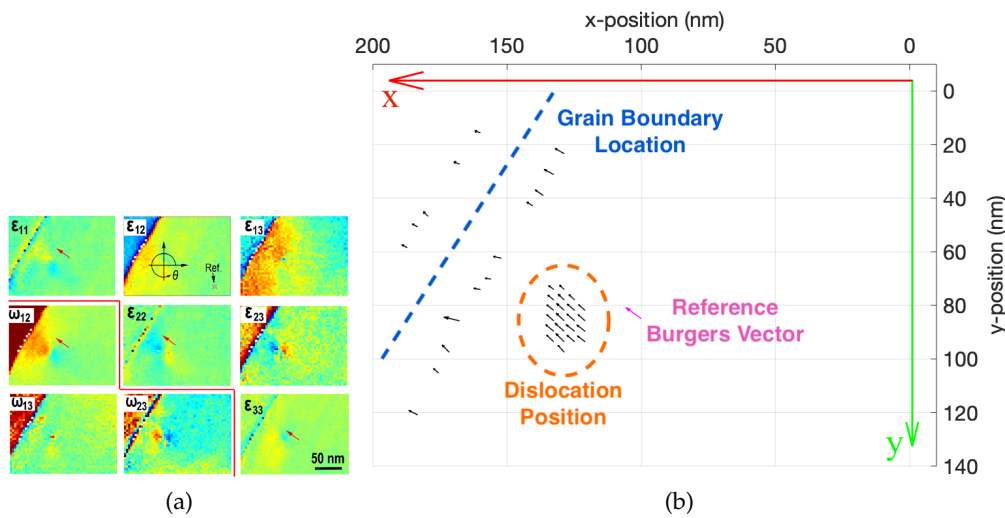 x-position (nm)
200 150 100 50 0
x
0
20
40
60
80
100
120
140
y-position (nm)
y
Grain Boundary
Location
Reference
Burgers Vector
Dislocation
Position
ε11
ε12
θ
Ref.
ε13
ω12
ε22
ε23
ω13
ω23
ε33
50 nm
(a)
(b)